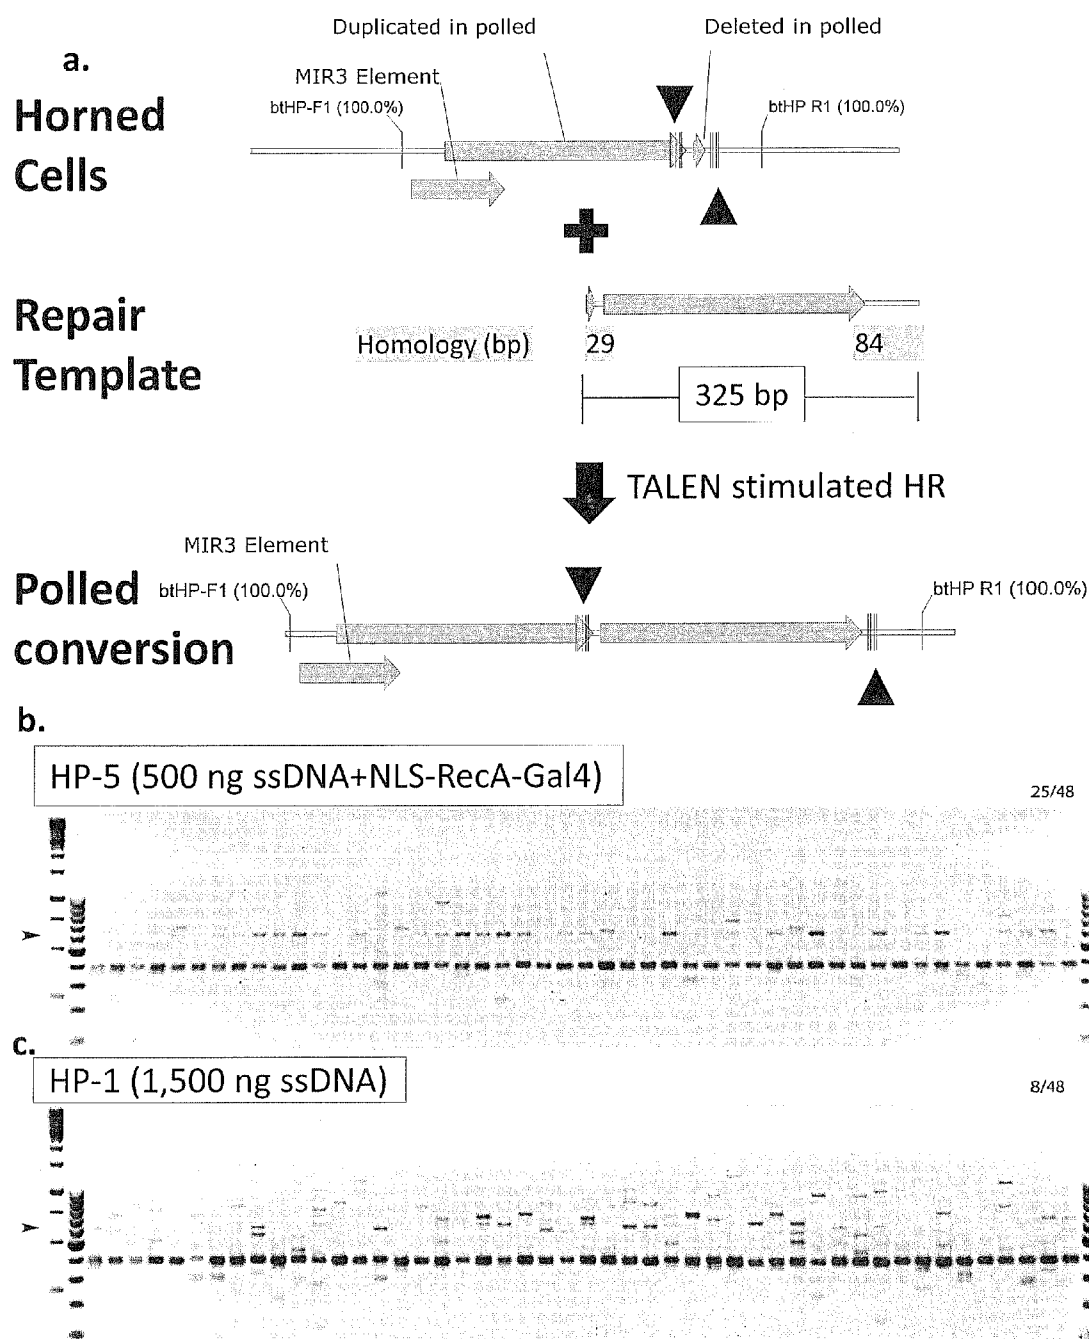 a.
Horned
Cells
Duplicated in polled
Deleted in polled
MIR3 Element
btHP-F1 (100.0%)
btHP R1 (100.0%)
Repair
Template
Homology (bp)
29
84
325 bp
TALEN stimulated HR
Polled
conversion
MIR3 Element
btHP-F1 (100.0%)
btHP R1 (100.0%)
b.
HP-5 (500 ng ssDNA+NLS-RecA-Gal4)
25/48
c.
HP-1 (1,500 ng ssDNA)
8/48